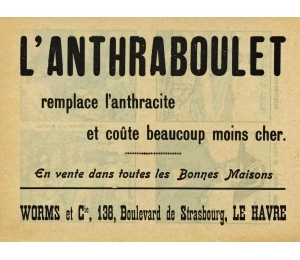 L'ANTHRABOULET
remplace l'anthracite
et coûte beaucoup moins cher.
En vente dans toutes les Bonnes Maisons
WORMS et Cie, 138, Boulevard de Strasbourg, LE HAVRE